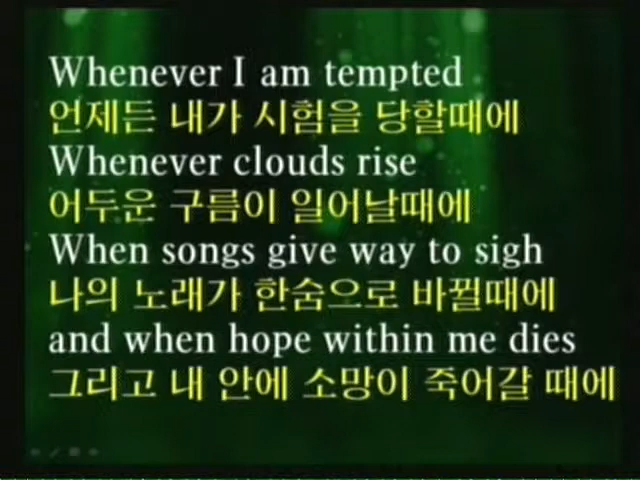 Whenever I am tempted
언제든 내가 시험을 당할때에
Whenever clouds rise
어두운 구름이 일어날때에
When songs give way to sigh
나의 노래가 한숨으로 바뀔때에
and when hope within me dies
그리고 내 안에 소망이 죽어갈 때에